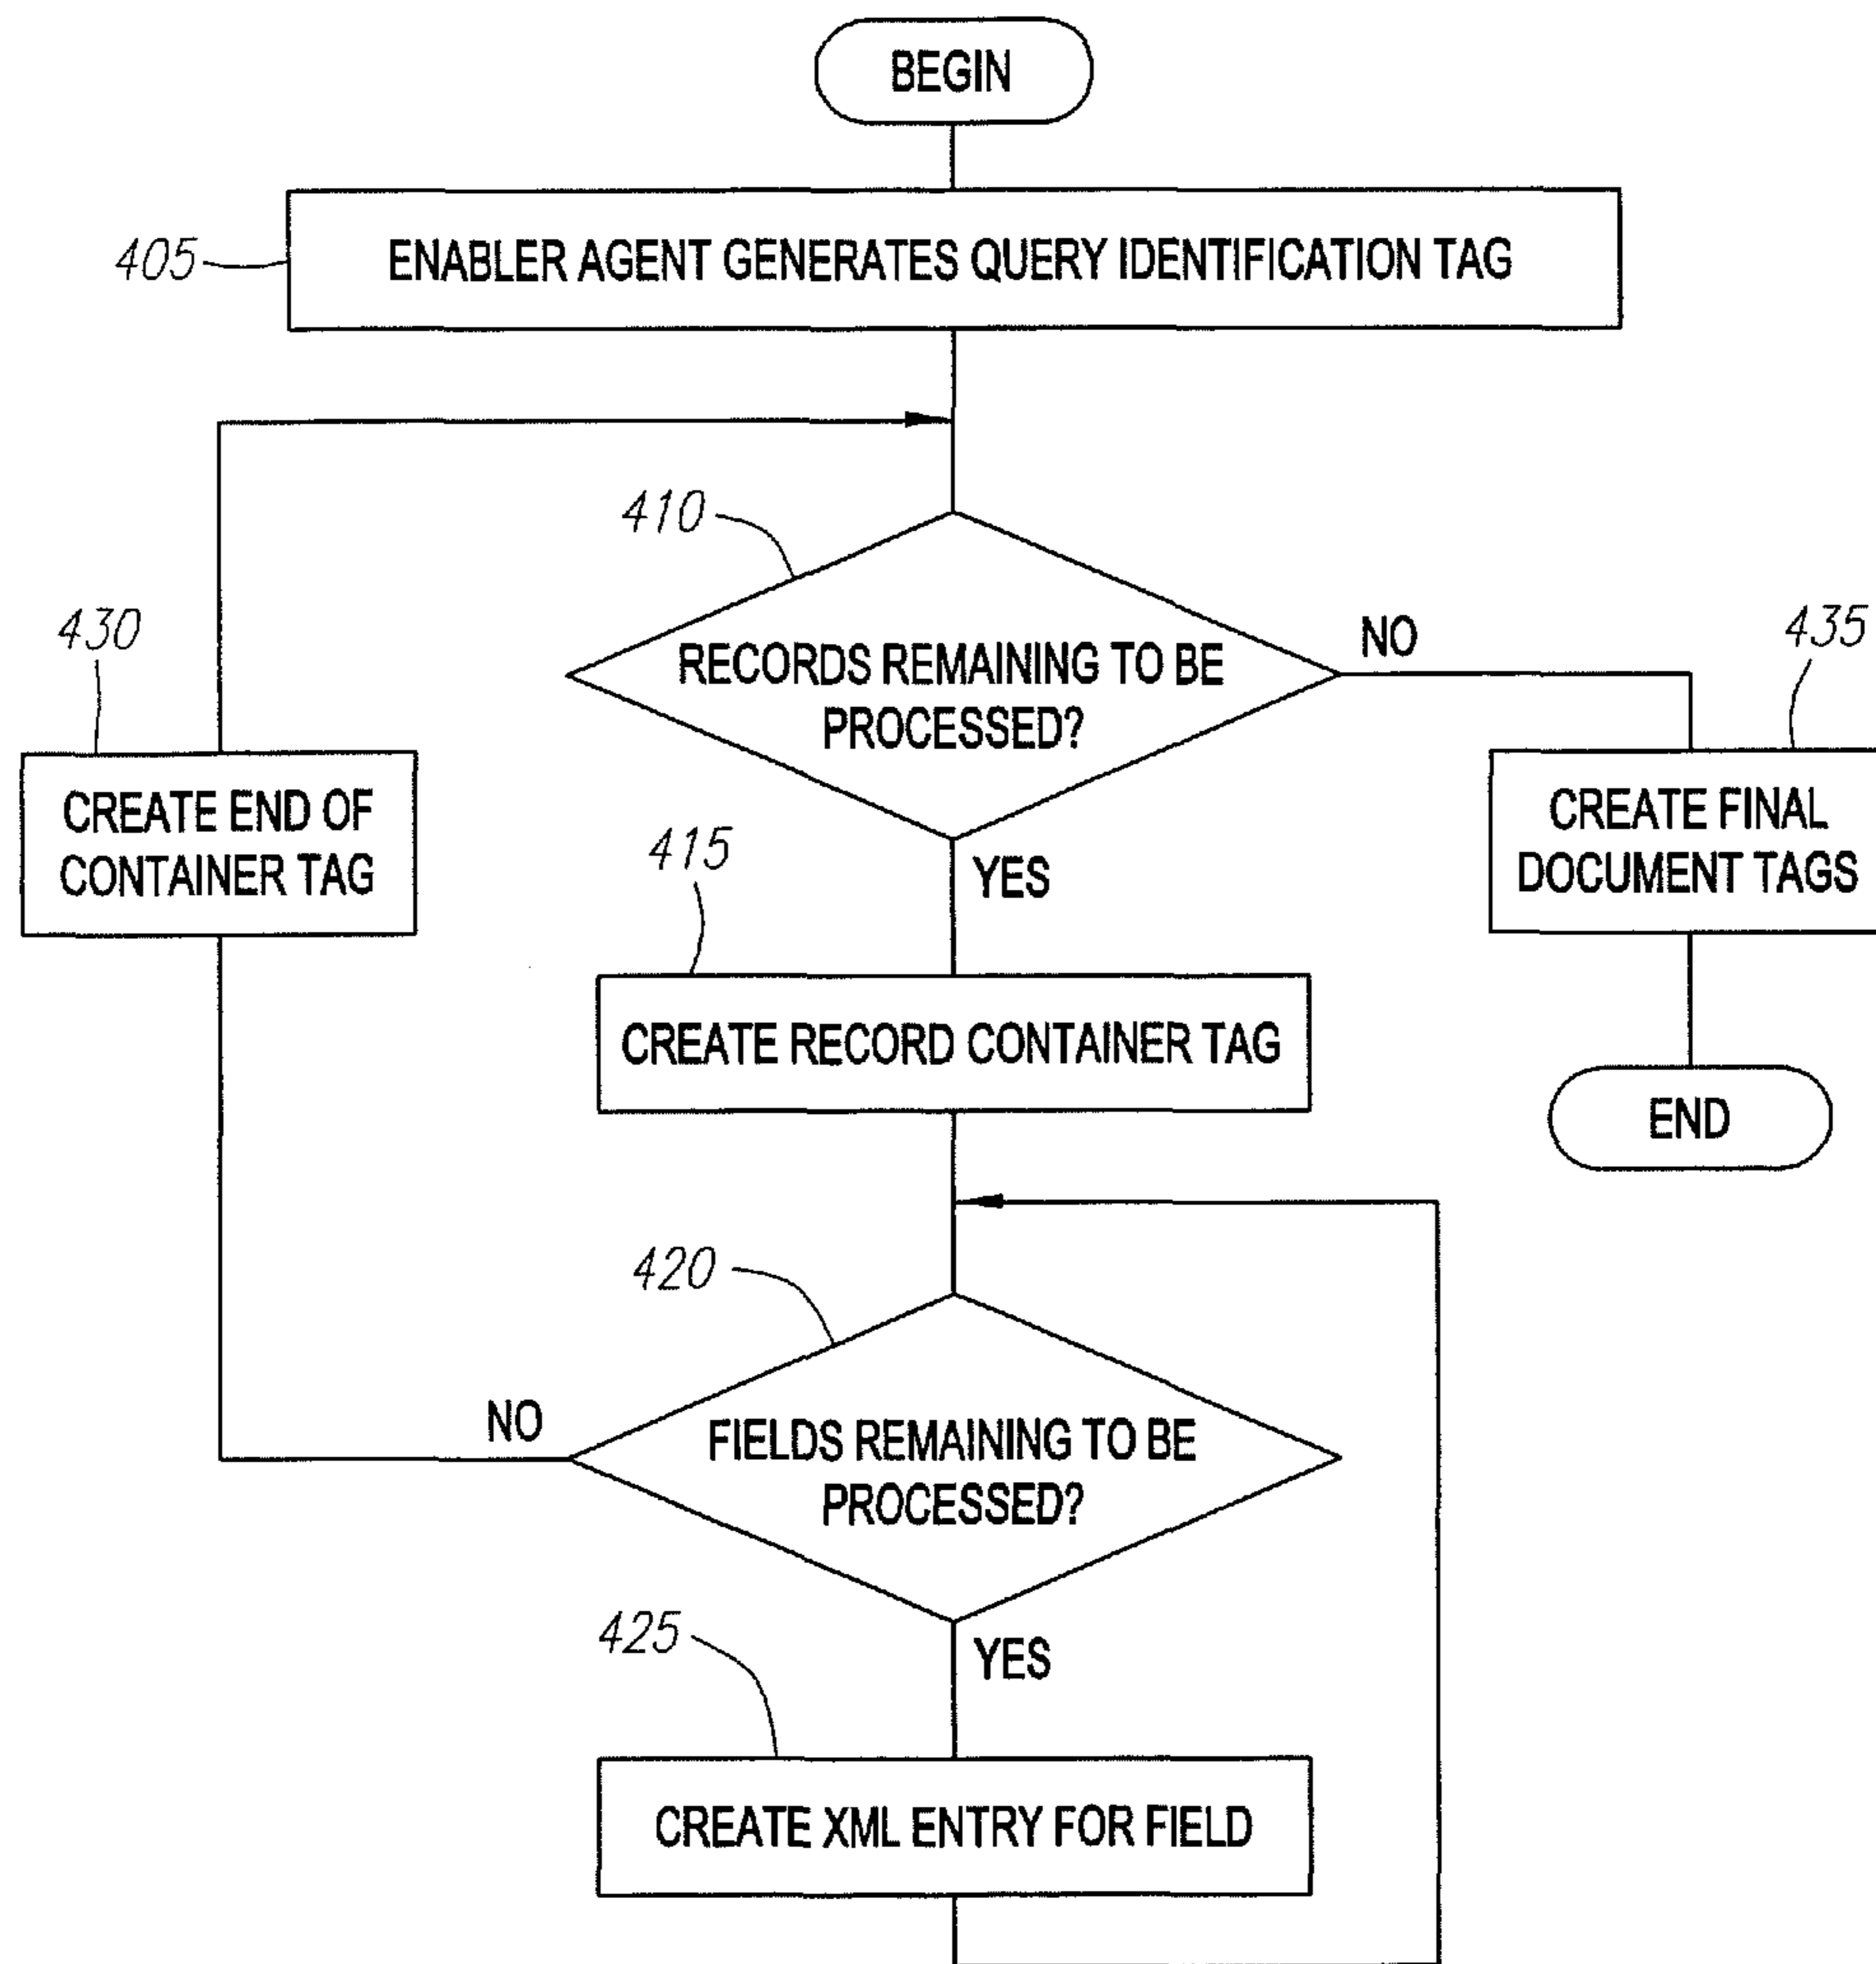 BEGIN
405
ENABLER AGENT GENERATES QUERY IDENTIFICATION TAG
410
RECORDS REMAINING TO BE
PROCESSED?
NO
435
430
CREATE END OF
CONTAINER TAG
CREATE FINAL
DOCUMENT TAGS
YES
415
CREATE RECORD CONTAINER TAG
END
420
FIELDS REMAINING TO BE
PROCESSED?
NO
YES
425
CREATE XML ENTRY FOR FIELD